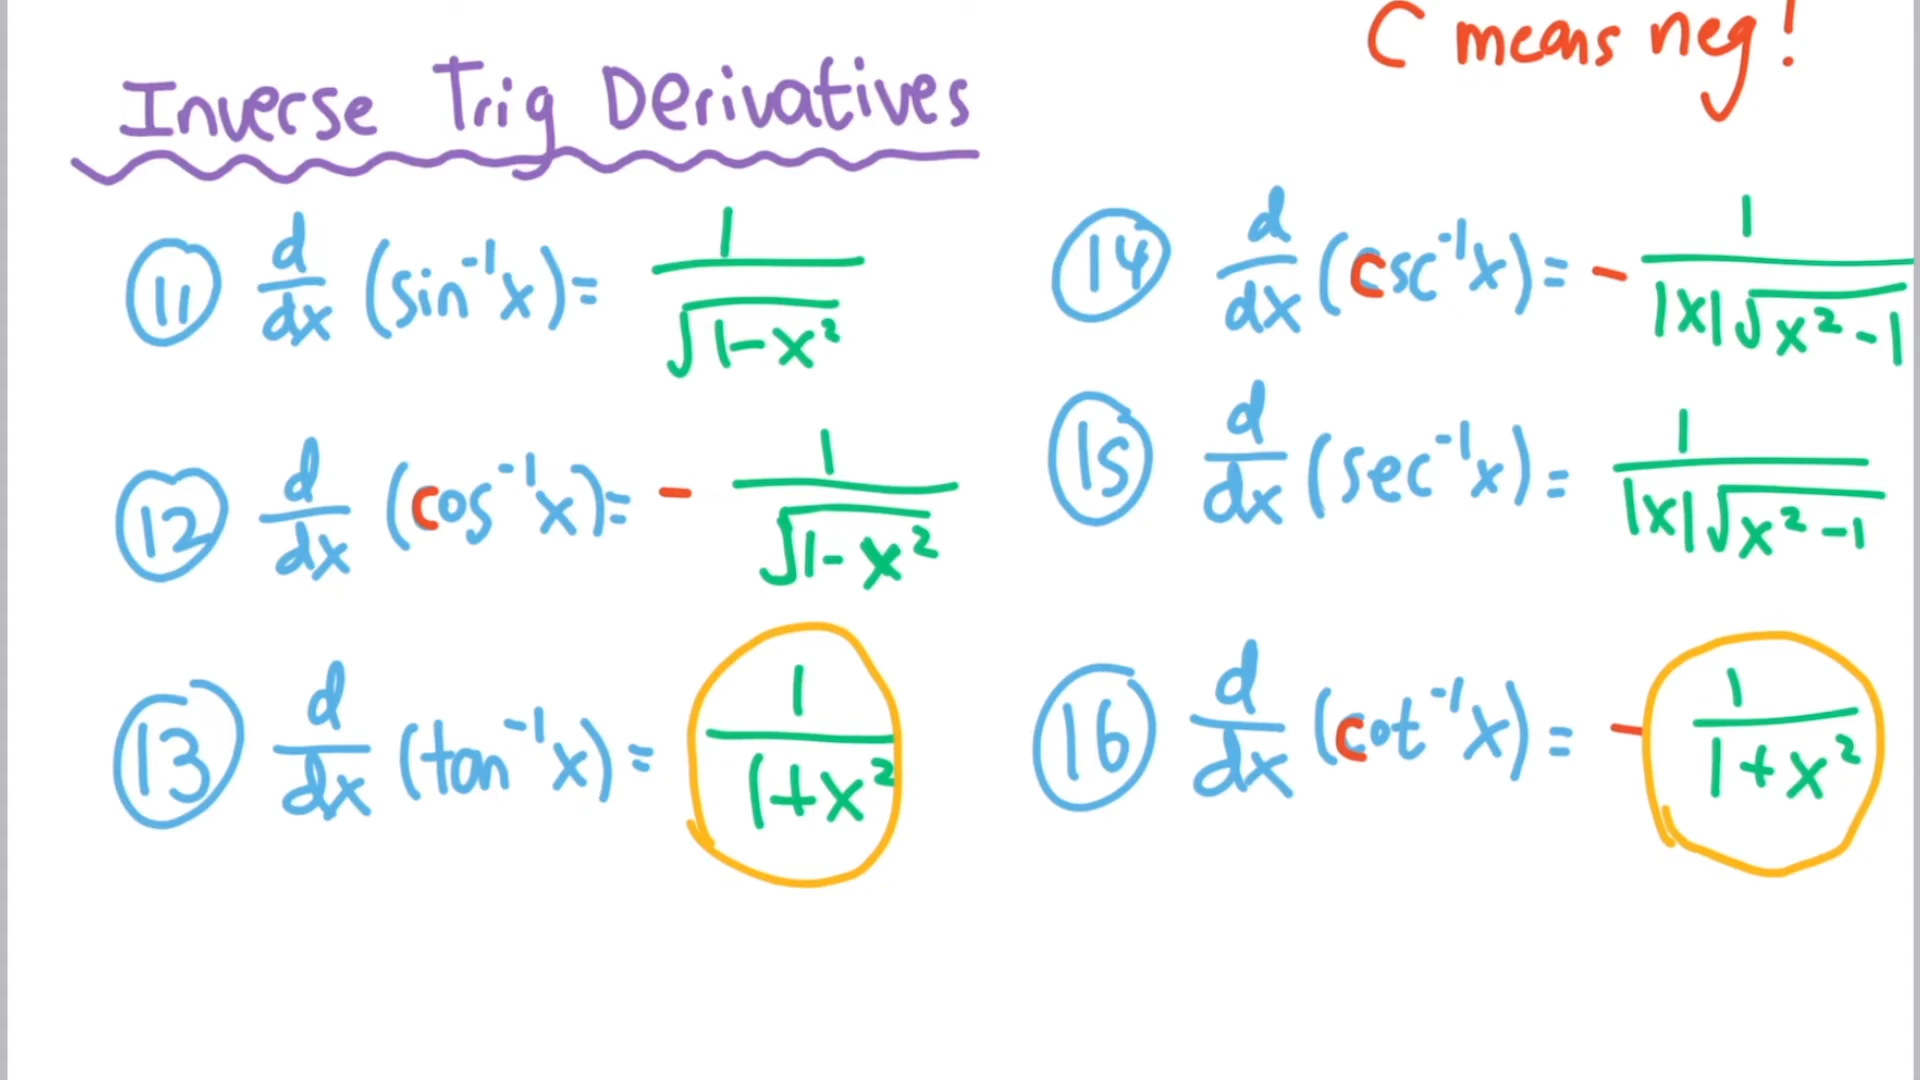 C means neg!
Inverse Trig Derivatives
⑪ d/dx (sin⁻¹x) = 1/√(1-x²)
⑫ d/dx (cos⁻¹x) = - 1/√(1-x²)
⑬ d/dx (tan⁻¹x) = 1/(1+x²)
⑭ d/dx (csc⁻¹x) = - 1/(|x|√(x²-1))
⑮ d/dx (sec⁻¹x) = 1/(|x|√(x²-1))
⑯ d/dx (cot⁻¹x) = - 1/(1+x²)